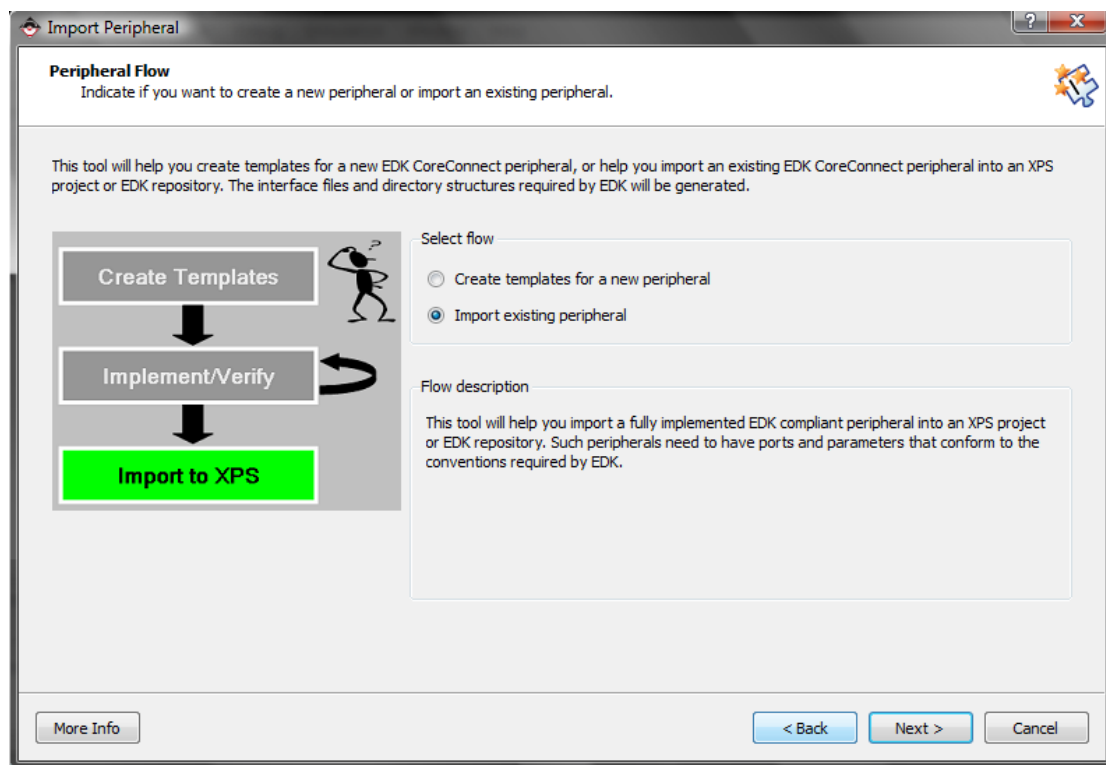 Import Peripheral
?
x
Peripheral Flow
Indicate if you want to create a new peripheral or import an existing peripheral.
This tool will help you create templates for a new EDK CoreConnect peripheral, or help you import an existing EDK CoreConnect peripheral into an XPS
project or EDK repository. The interface files and directory structures required by EDK will be generated.
Create Templates
?
Implement/Verify
Import to XPS
Select flow
Create templates for a new peripheral
Import existing peripheral
Flow description
This tool will help you import a fully implemented EDK compliant peripheral into an XPS project
or EDK repository. Such peripherals need to have ports and parameters that conform to the
conventions required by EDK.
More Info
< Back
Next >
Cancel